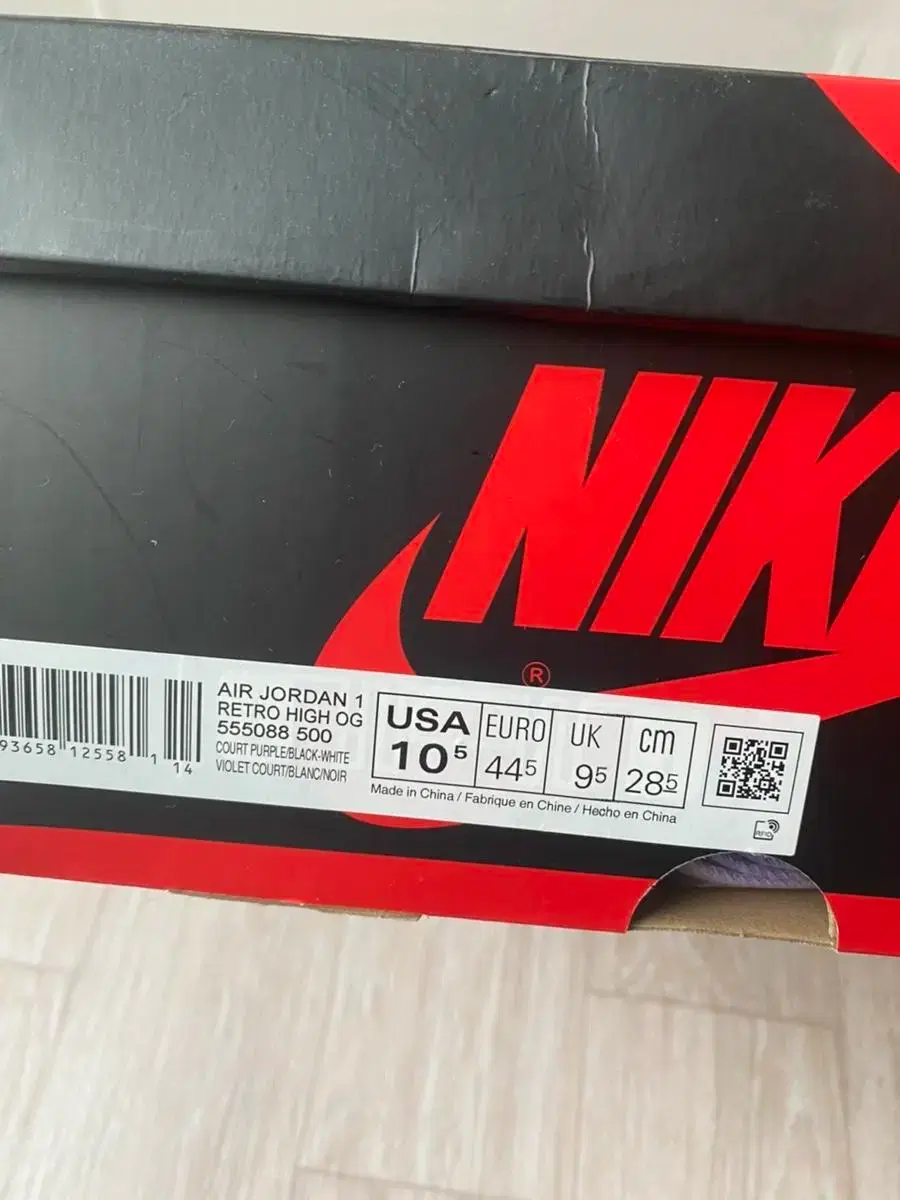 NIK
®
AIR JORDAN 1
RETRO HIGH OG
555088 500
COURT PURPLE/BLACK-WHITE
VIOLET COURT/BLANC/NOIR
USA
10⁵
EURO
44⁵
UK
9⁵
cm
28⁵
93658 12558 1
14
Made in China / Fabrique en Chine / Hecho en China
RFID